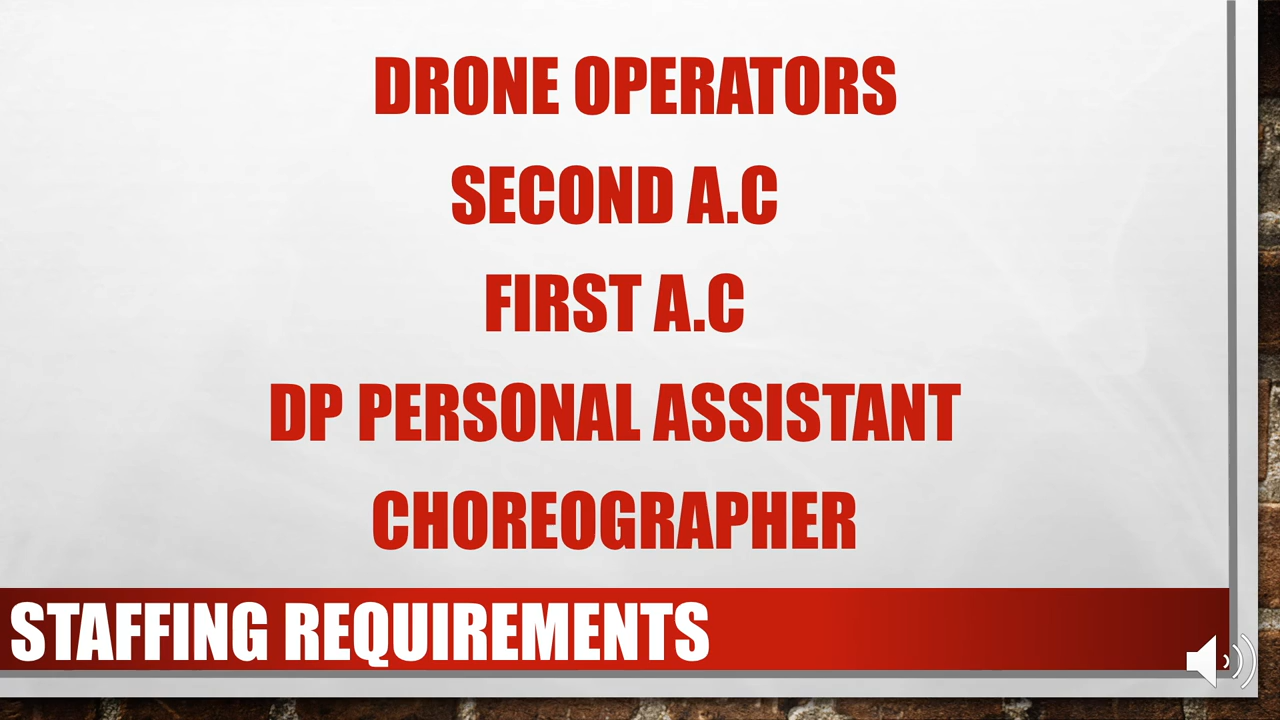 DRONE OPERATORS
SECOND A.C
FIRST A.C
DP PERSONAL ASSISTANT
CHOREOGRAPHER
STAFFING REQUIREMENTS